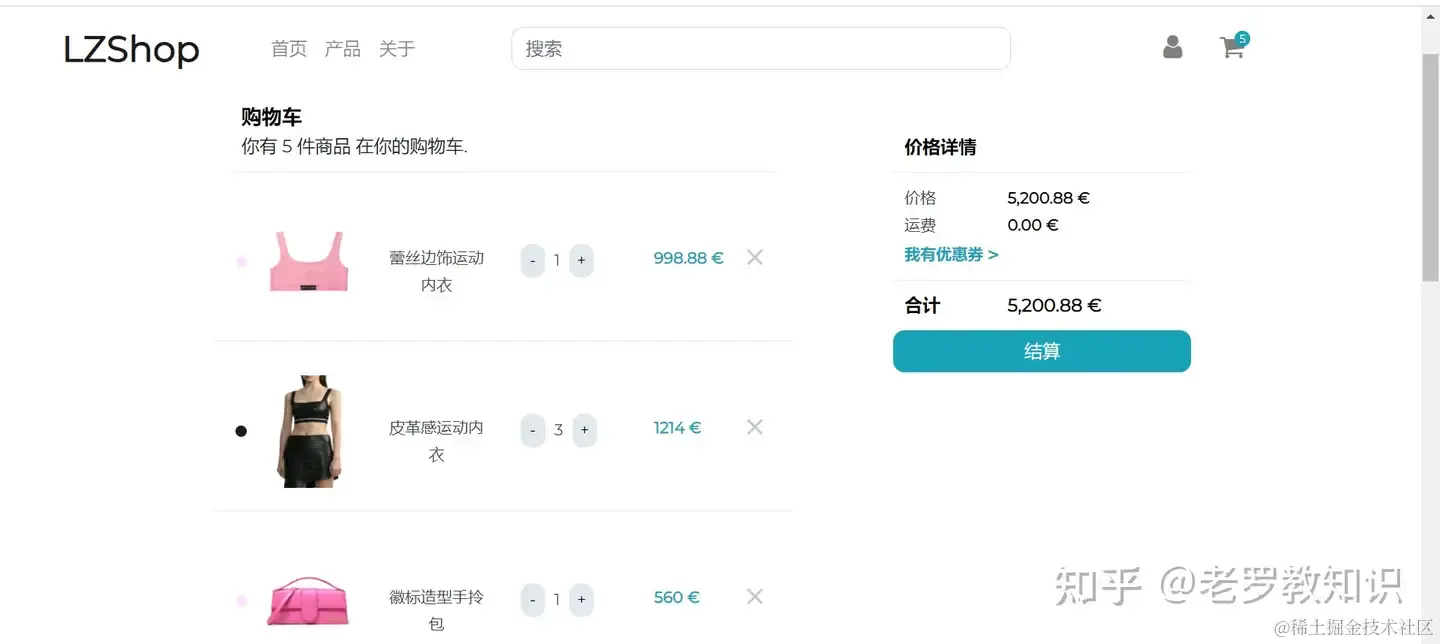 LZShop
首页 产品 关于
搜索
5
购物车
你有 5 件商品 在你的购物车.
蕾丝边饰运动
内衣
- 1 +
998.88 €
皮革感运动内
衣
- 3 +
1214 €
徽标造型手拎
包
- 1 +
560 €
价格详情
价格 5,200.88 €
运费 0.00 €
我有优惠券 >
合计 5,200.88 €
结算
知乎 @老罗教知识
@稀土掘金技术社区